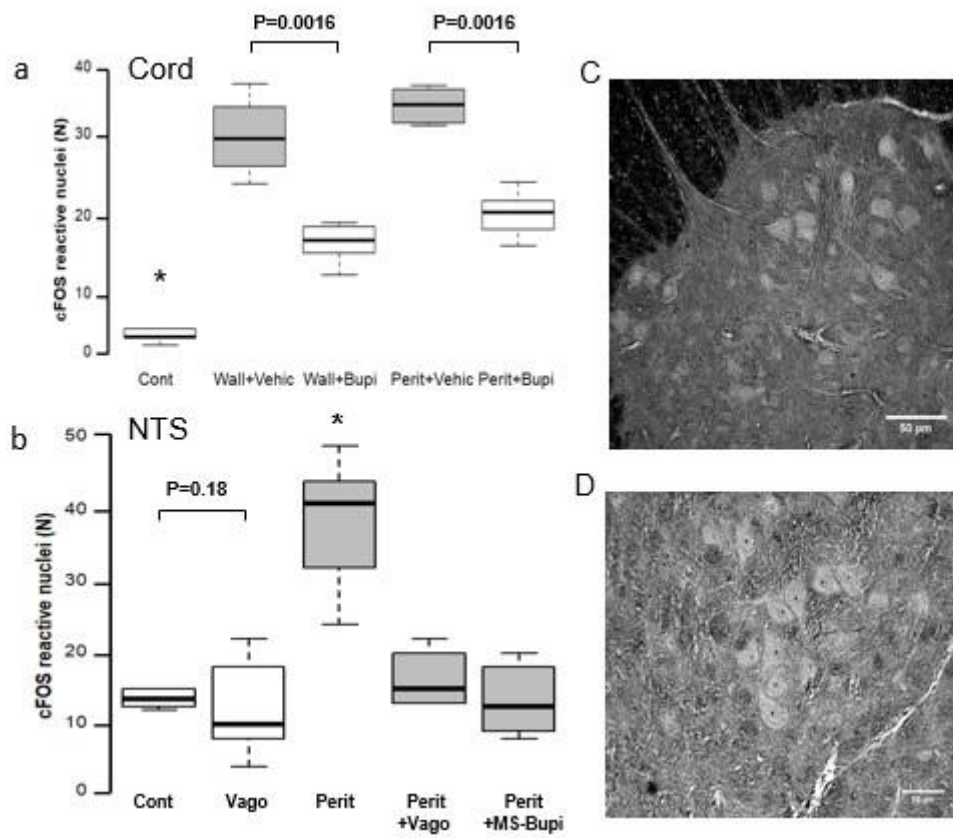 P=0.0016 P=0.0016
a Cord C
cFOS reactive nuclei (N)
40
30
20
10
0
*
Cont Wall+Vehic Wall+Bupi Perit+Vehic Perit+Bupi
50 µm
b NTS D
cFOS reactive nuclei (N)
50
40
30
20
10
0
P=0.18
*
Cont Vago Perit Perit Perit
+Vago +MS-Bupi